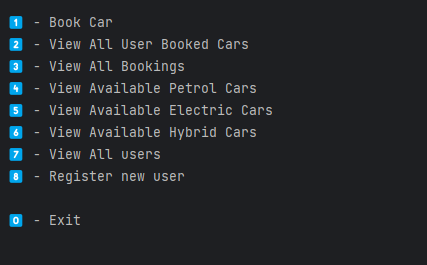 1️⃣ - Book Car
2️⃣ - View All User Booked Cars
3️⃣ - View All Bookings
4️⃣ - View Available Petrol Cars
5️⃣ - View Available Electric Cars
6️⃣ - View Available Hybrid Cars
7️⃣ - View All users
8️⃣ - Register new user
0️⃣ - Exit